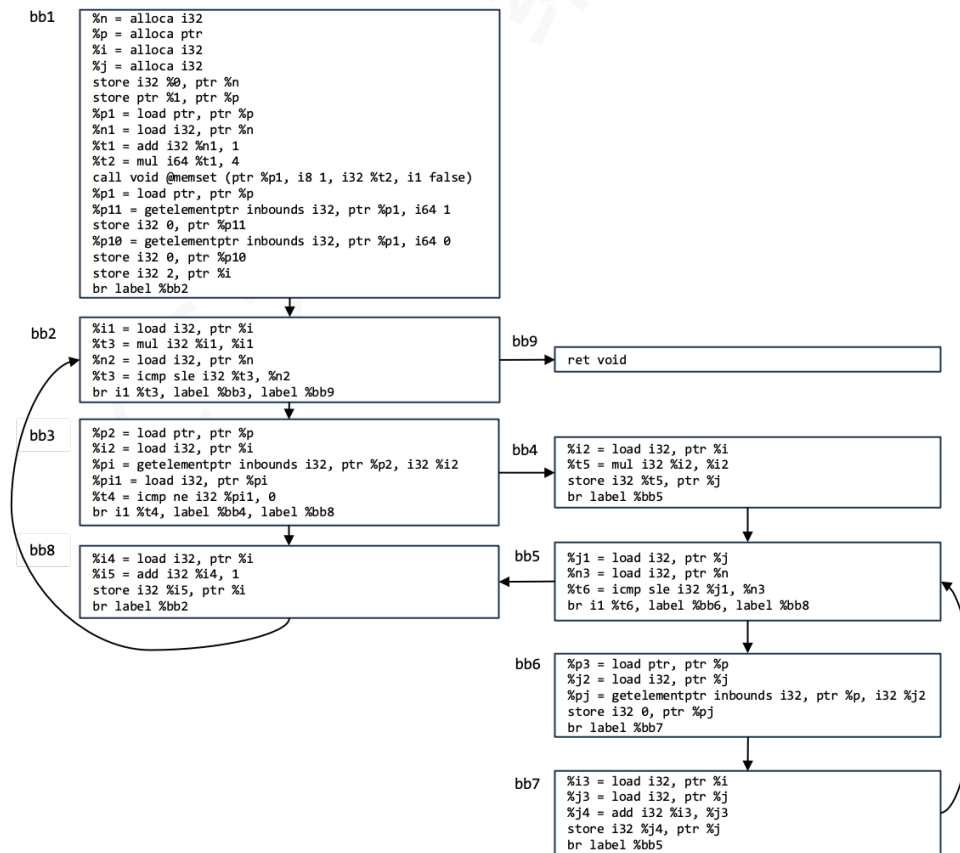 bb1
%n = alloca i32
%p = alloca ptr
%i = alloca i32
%j = alloca i32
store i32 %0, ptr %n
store ptr %1, ptr %p
%p1 = load ptr, ptr %p
%n1 = load i32, ptr %n
%t1 = add i32 %n1, 1
%t2 = mul i64 %t1, 4
call void @memset (ptr %p1, i8 1, i32 %t2, i1 false)
%p1 = load ptr, ptr %p
%p11 = getelementptr inbounds i32, ptr %p1, i64 1
store i32 0, ptr %p11
%p10 = getelementptr inbounds i32, ptr %p1, i64 0
store i32 0, ptr %p10
store i32 2, ptr %i
br label %bb2
bb2
%i1 = load i32, ptr %i
%t3 = mul i32 %i1, %i1
%n2 = load i32, ptr %n
%t3 = icmp sle i32 %t3, %n2
br i1 %t3, label %bb3, label %bb9
bb9
ret void
bb3
%p2 = load ptr, ptr %p
%i2 = load i32, ptr %i
%pi = getelementptr inbounds i32, ptr %p2, i32 %i2
%pi1 = load i32, ptr %pi
%t4 = icmp ne i32 %pi1, 0
br i1 %t4, label %bb4, label %bb8
bb4
%i2 = load i32, ptr %i
%t5 = mul i32 %i2, %i2
store i32 %t5, ptr %j
br label %bb5
bb8
%i4 = load i32, ptr %i
%i5 = add i32 %i4, 1
store i32 %i5, ptr %i
br label %bb2
bb5
%j1 = load i32, ptr %j
%n3 = load i32, ptr %n
%t6 = icmp sle i32 %j1, %n3
br i1 %t6, label %bb6, label %bb8
bb6
%p3 = load ptr, ptr %p
%j2 = load i32, ptr %j
%pj = getelementptr inbounds i32, ptr %p, i32 %j2
store i32 0, ptr %pj
br label %bb7
bb7
%i3 = load i32, ptr %i
%j3 = load i32, ptr %j
%j4 = add i32 %i3, %j3
store i32 %j4, ptr %j
br label %bb5